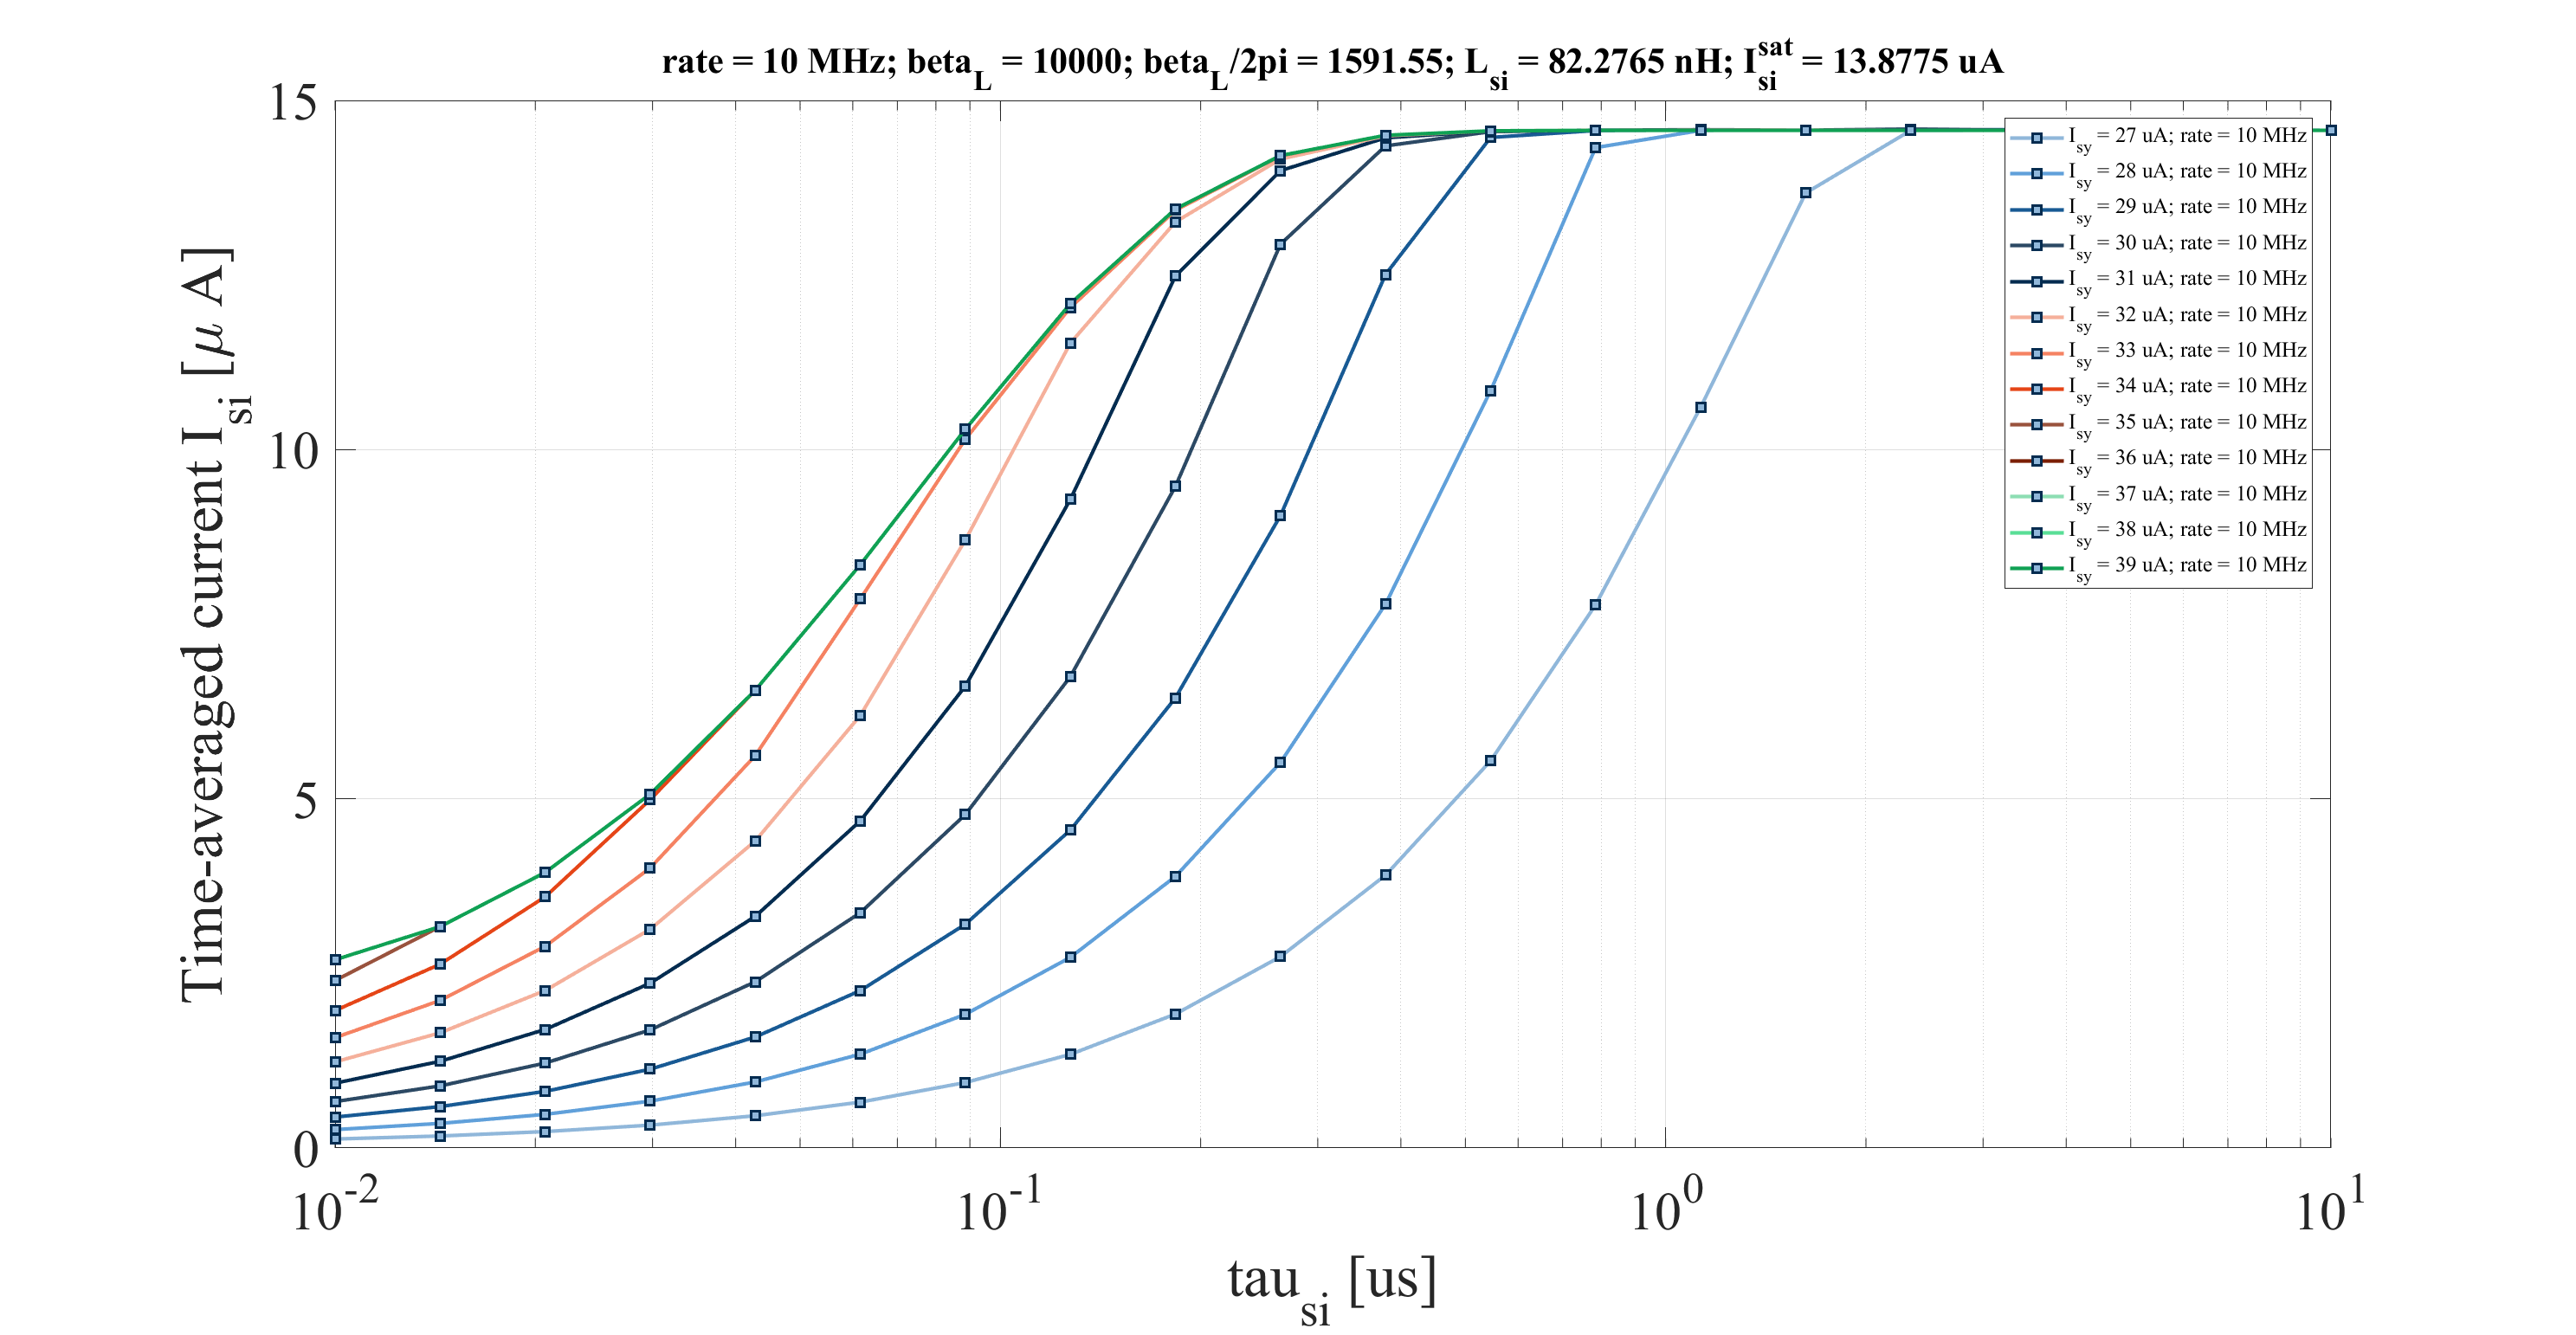 rate = 10 MHz; beta_L = 10000; beta_L/2pi = 1591.55; L_si = 82.2765 nH; I_si^sat = 13.8775 uA
15
10
5
0
Time-averaged current I_si [μ A]
I_sy = 27 uA; rate = 10 MHz
I_sy = 28 uA; rate = 10 MHz
I_sy = 29 uA; rate = 10 MHz
I_sy = 30 uA; rate = 10 MHz
I_sy = 31 uA; rate = 10 MHz
I_sy = 32 uA; rate = 10 MHz
I_sy = 33 uA; rate = 10 MHz
I_sy = 34 uA; rate = 10 MHz
I_sy = 35 uA; rate = 10 MHz
I_sy = 36 uA; rate = 10 MHz
I_sy = 37 uA; rate = 10 MHz
I_sy = 38 uA; rate = 10 MHz
I_sy = 39 uA; rate = 10 MHz
10^-2 10^-1 10^0 10^1
tau_si [us]